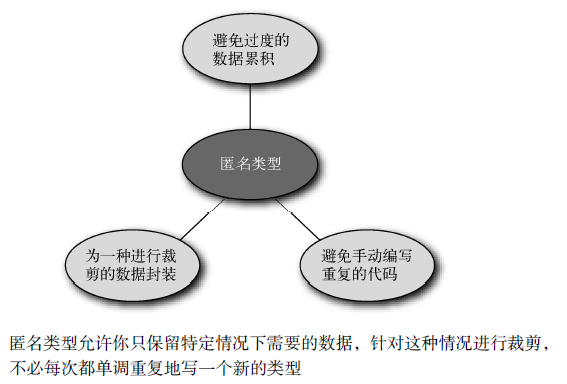 避免过度的
数据累积
匿名类型
为一种进行裁
剪的数据封装
避免手动编写
重复的代码
匿名类型允许你只保留特定情况下需要的数据，针对这种情况进行裁剪，
不必每次都单调重复地写一个新的类型